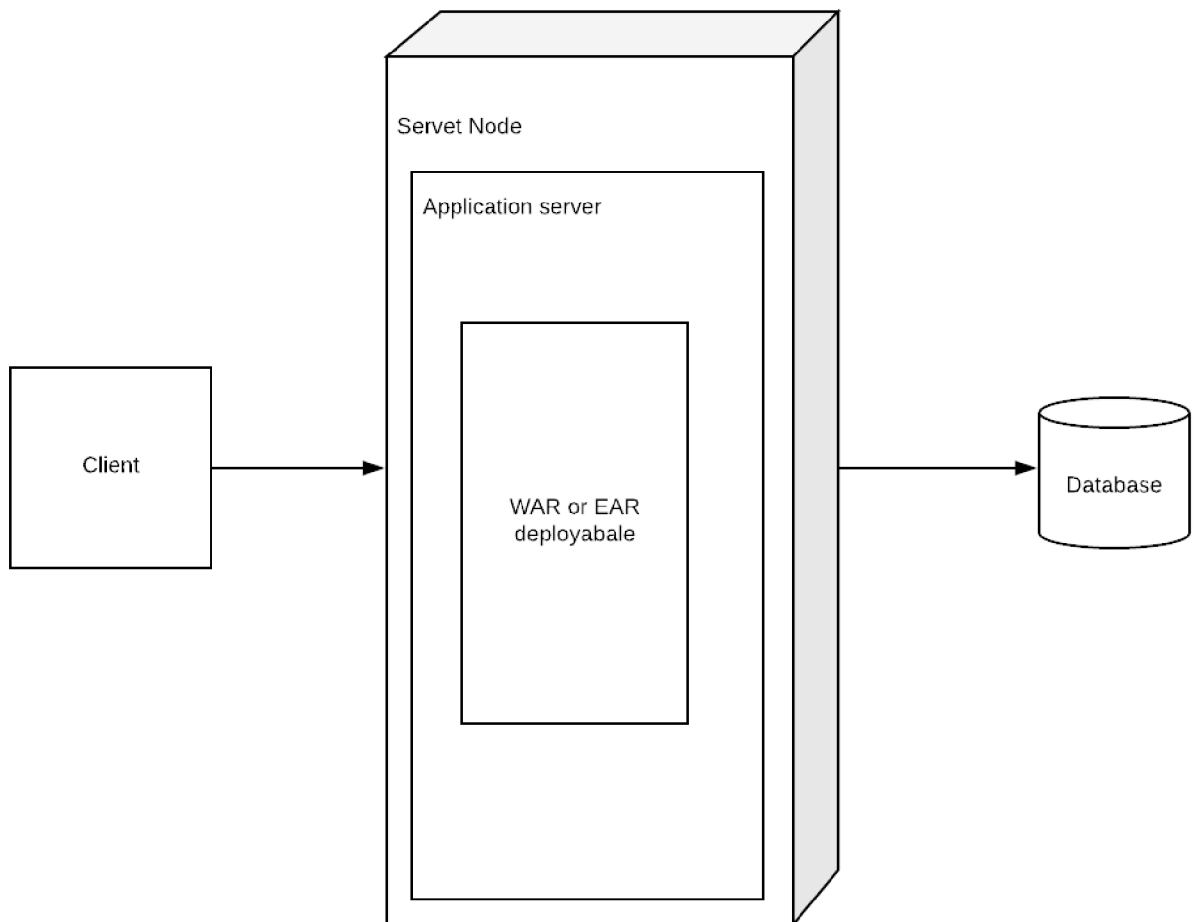 Servet Node
Application server
Client
WAR or EAR
deployabale
Database